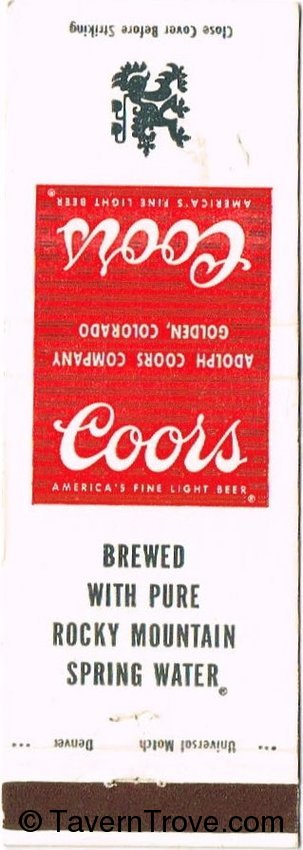 Close Cover Before Striking
AMERICA'S FINE LIGHT BEER ®
Coors
GOLDEN, COLORADO
ADOLPH COORS COMPANY
Coors
AMERICA'S FINE LIGHT BEER ®
BREWED
WITH PURE
ROCKY MOUNTAIN
SPRING WATER®
··· Universal Match Denver ···
© TavernTrove.com